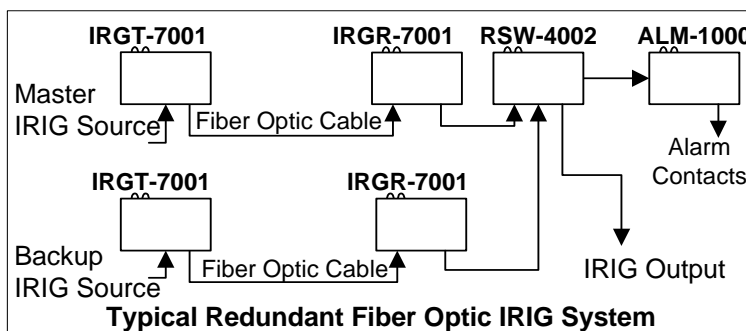 IRGT-7001
IRGR-7001
RSW-4002
ALM-1000
Master
IRIG Source
Fiber Optic Cable
Alarm
Contacts
IRGT-7001
IRGR-7001
Backup
IRIG Source
Fiber Optic Cable
IRIG Output
Typical Redundant Fiber Optic IRIG System